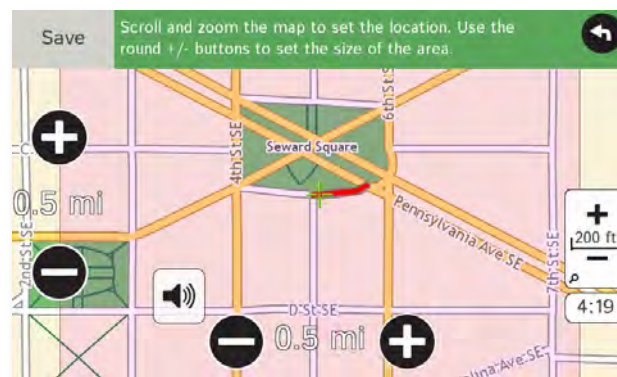 Save
Scroll and zoom the map to set the location. Use the
round +/- buttons to set the size of the area.
6th St SE
C
4th St SE
Seward Square
0.5 mi
2nd St SE
Pennsylvania Ave SE
+
200 ft
−
7th St SE
4:19
D St SE
0.5 mi